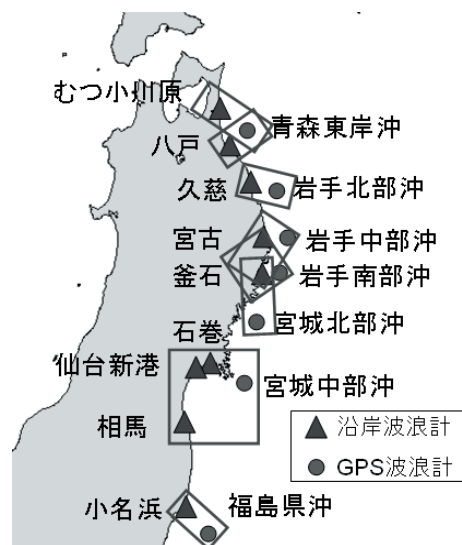 むつ小川原
青森東岸沖
八戸
久慈
岩手北部沖
宮古
岩手中部沖
釜石
岩手南部沖
宮城北部沖
石巻
仙台新港
宮城中部沖
相馬
沿岸波浪計
GPS波浪計
小名浜
福島県沖